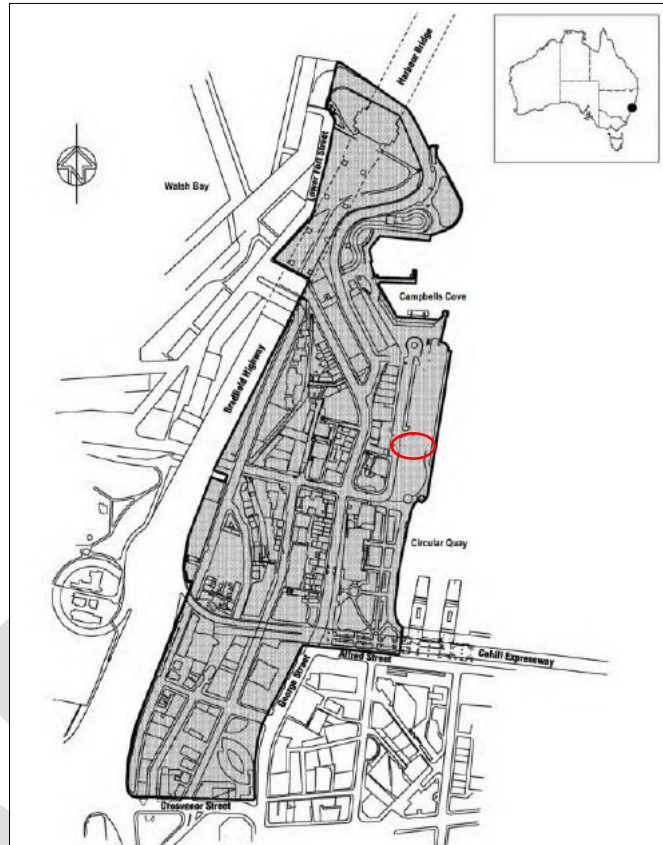 Harbour Bridge
Lower Fort Street
Walsh Bay
Campbells Cove
Bradfield Highway
Circular Quay
George Street
Alfred Street
Cahill Expressway
Grosvenor Street